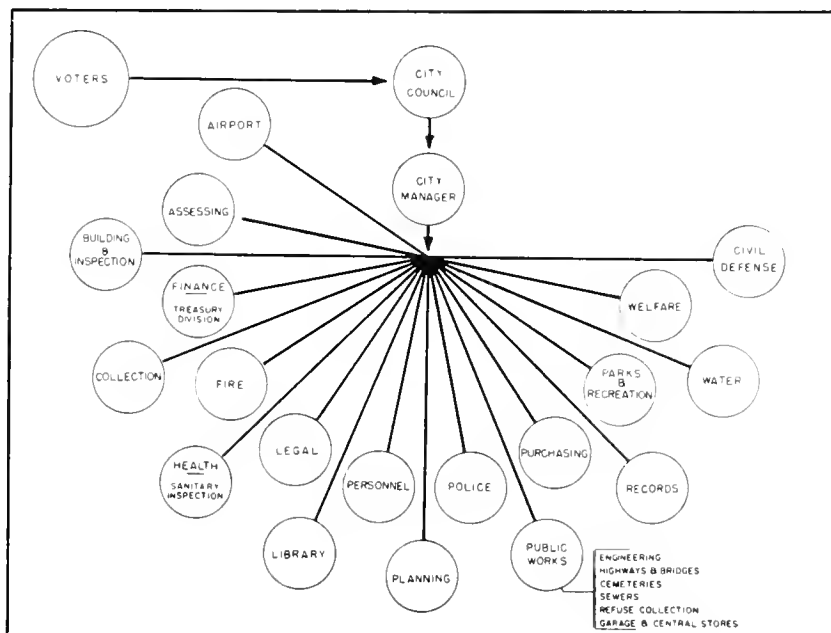 VOTERS
CITY
COUNCIL
AIRPORT
CITY
MANAGER
ASSESSING
BUILDING
&
INSPECTION
CIVIL
DEFENSE
FINANCE
TREASURY
DIVISION
WELFARE
COLLECTION
FIRE
PARKS
&
RECREATION
WATER
HEALTH
SANITARY
INSPECTION
LEGAL
PERSONNEL
POLICE
PURCHASING
RECORDS
LIBRARY
PLANNING
PUBLIC
WORKS
ENGINEERING
HIGHWAYS & BRIDGES
CEMETERIES
SEWERS
REFUSE COLLECTION
GARAGE & CENTRAL STORES